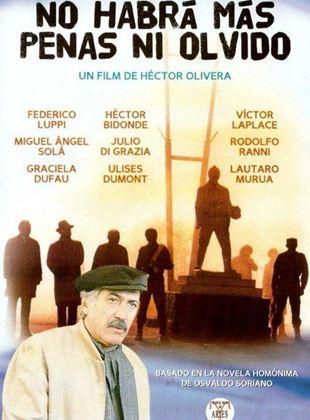 NO HABRÁ MÁS
PENAS NI OLVIDO
UN FILM DE HÉCTOR OLIVERA
FEDERICO
LUPPI
HÉCTOR
BIDONDE
VÍCTOR
LAPLACE
MIGUEL ÁNGEL
SOLÁ
JULIO
DI GRAZIA
RODOLFO
RANNI
GRACIELA
DUFAU
ULISES
DUMONT
LAUTARO
MURUA
BASADO EN LA NOVELA HOMÓNIMA
DE OSVALDO SORIANO
ARIES